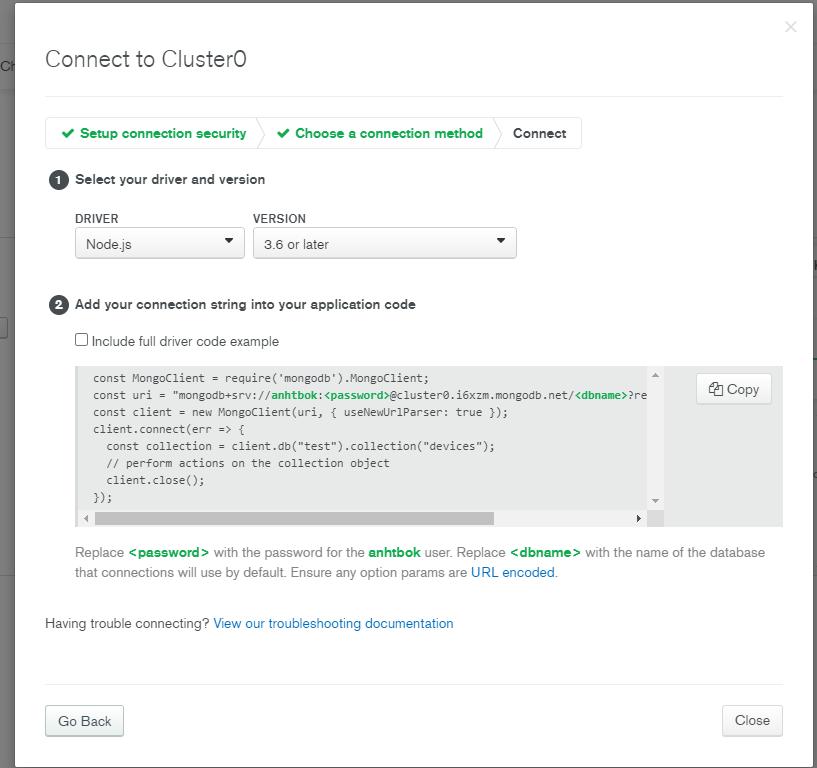 Ch
×
Connect to Cluster0
✔ Setup connection security
✔ Choose a connection method
Connect
1 Select your driver and version
DRIVER
VERSION
Node.js
3.6 or later
2 Add your connection string into your application code
Include full driver code example
const MongoClient = require('mongodb').MongoClient;
const uri = "mongodb+srv://anhtbok:<password>@cluster0.i6xzm.mongodb.net/<dbname>?re
const client = new MongoClient(uri, { useNewUrlParser: true });
client.connect(err => {
  const collection = client.db("test").collection("devices");
  // perform actions on the collection object
  client.close();
});
Copy
Replace <password> with the password for the anhtbok user. Replace <dbname> with the name of the database
that connections will use by default. Ensure any option params are URL encoded.
Having trouble connecting? View our troubleshooting documentation
Go Back
Close